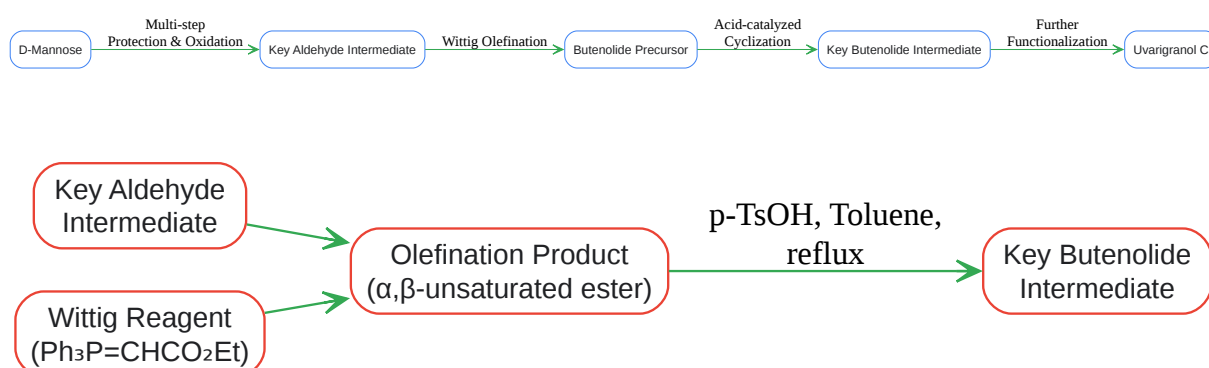 Multi-step
Protection & Oxidation
Acid-catalyzed
Cyclization
Further
Functionalization
D-Mannose
Key Aldehyde Intermediate
Wittig Olefination
Butenolide Precursor
Key Butenolide Intermediate
Uvarigranol C
Key Aldehyde
Intermediate
Wittig Reagent
(Ph₃P=CHCO₂Et)
Olefination Product
(α,β-unsaturated ester)
p-TsOH, Toluene,
reflux
Key Butenolide
Intermediate